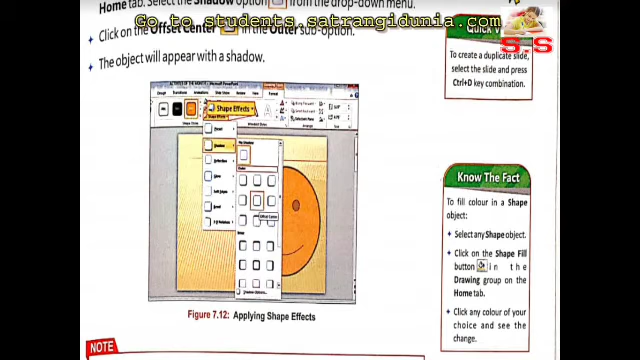 Home tab. Select the Shadow option from the drop-down menu.
Go to students.satrangidunia.com
S.S
Click on the Offset Center in the Outer sub-option.
The object will appear with a shadow.
Quick
To create a duplicate slide,
select the slide and press
Ctrl+D key combination.
Shape Effects
Shadow
Offset Center
Figure 7.12: Applying Shape Effects
Know The Fact
To fill colour in a Shape
object:
Select any Shape object.
Click on the Shape Fill
button in the
Drawing group on the
Home tab.
Click any colour of your
choice and see the
change.
NOTE